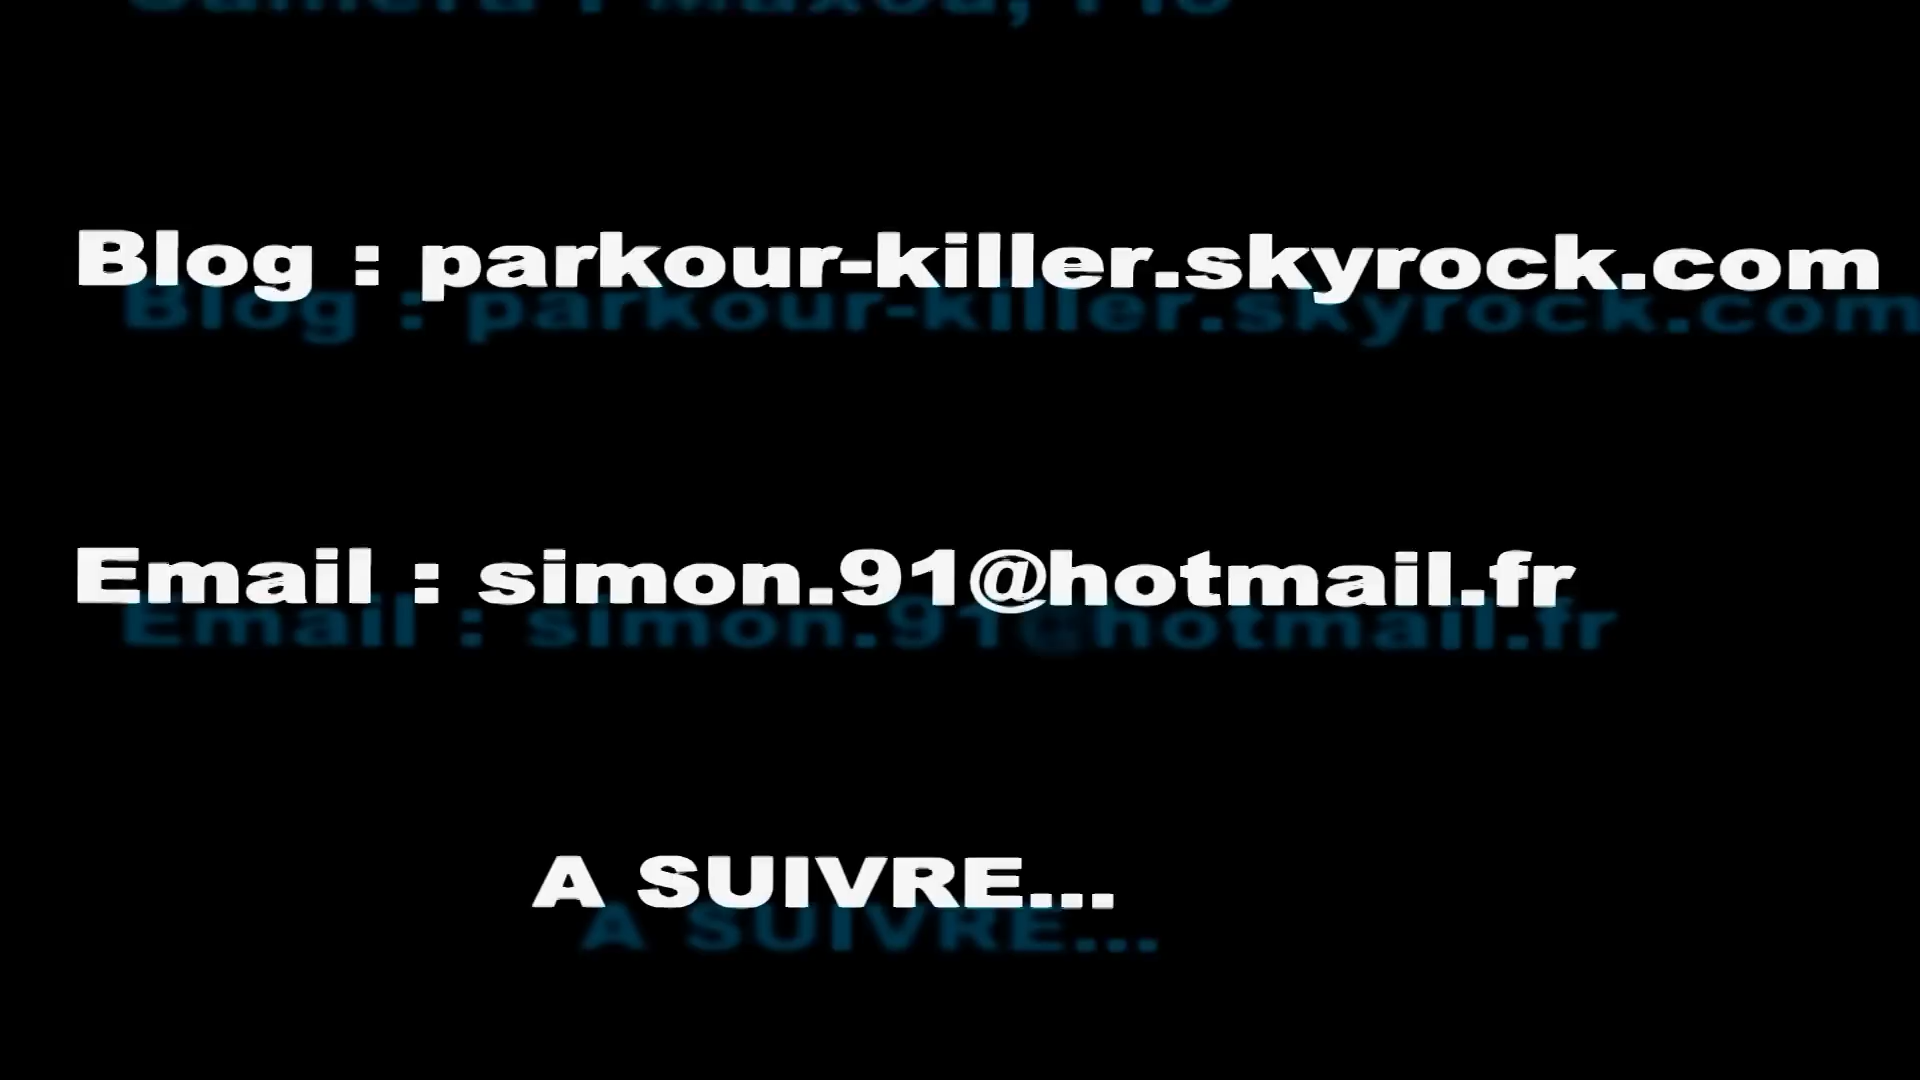 Blog : parkour-killer.skyrock.com
Email : simon.91@hotmail.fr
A SUIVRE...